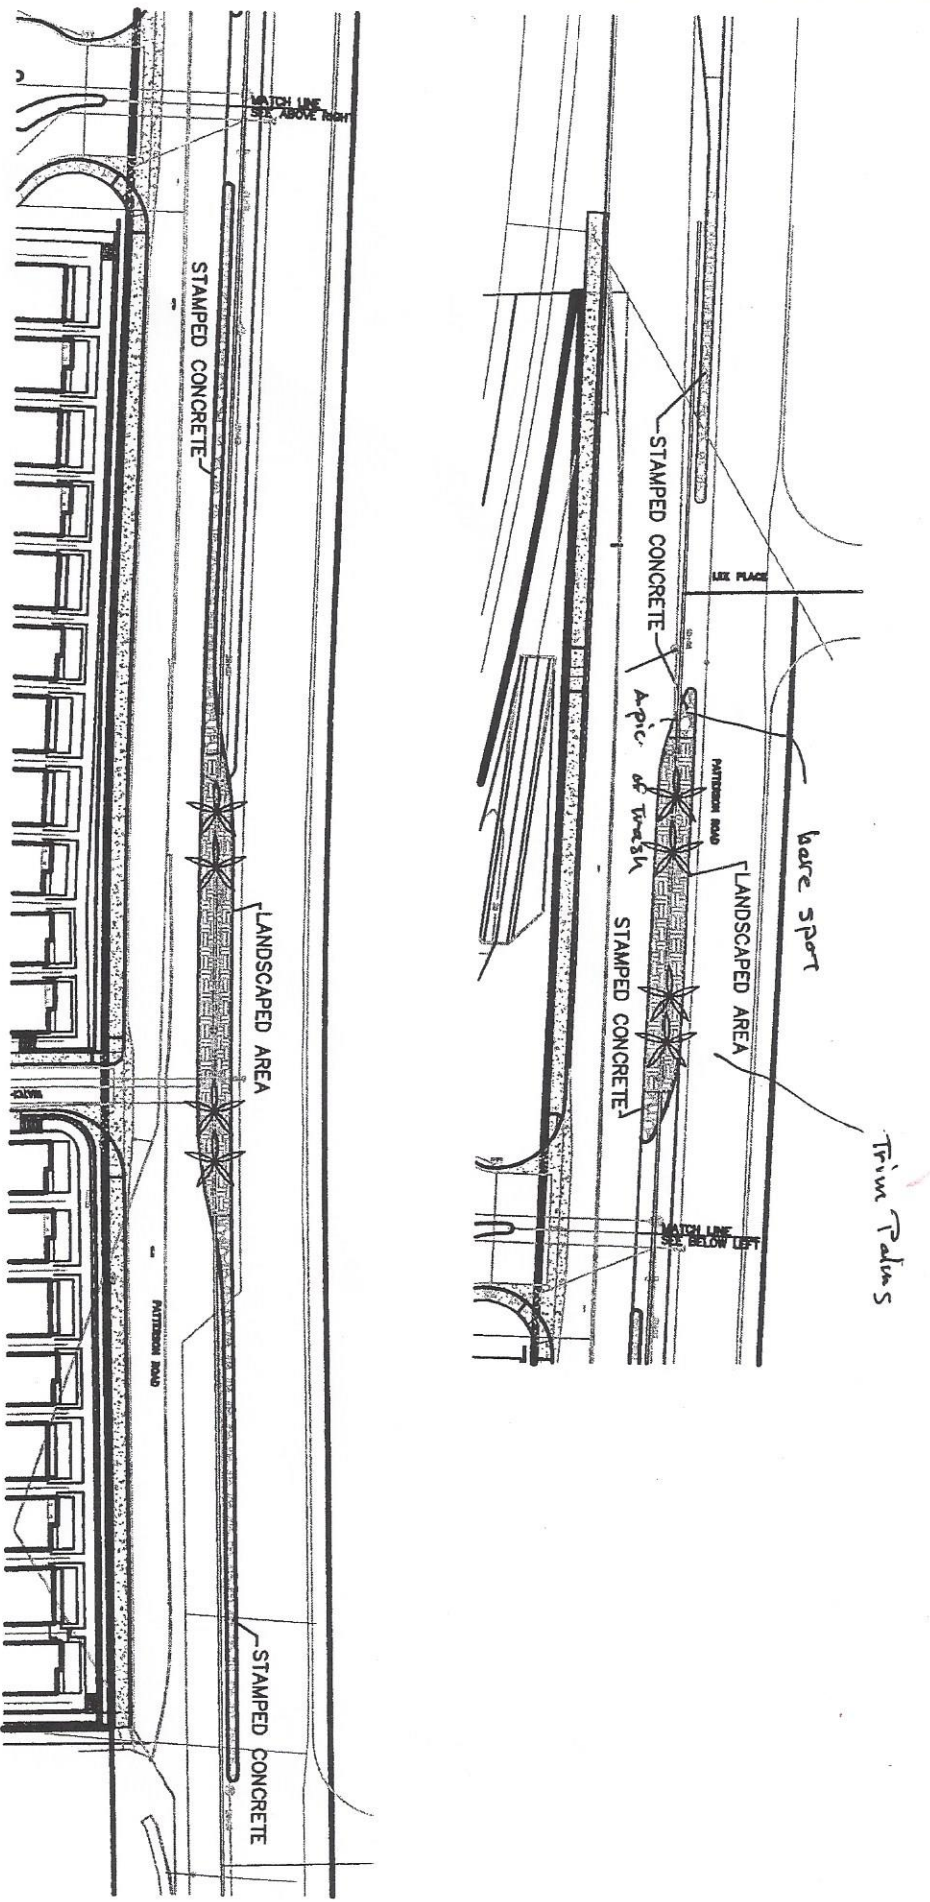 STAMPED CONCRETE
LEE PLACE
bare spot
A pic of trash
PATTERSON ROAD
LANDSCAPED AREA
Trim Palms
STAMPED CONCRETE
MATCH LINE
SEE BELOW LEFT
MATCH LINE
SEE ABOVE RIGHT
STAMPED CONCRETE
LANDSCAPED AREA
PATTERSON ROAD
STAMPED CONCRETE